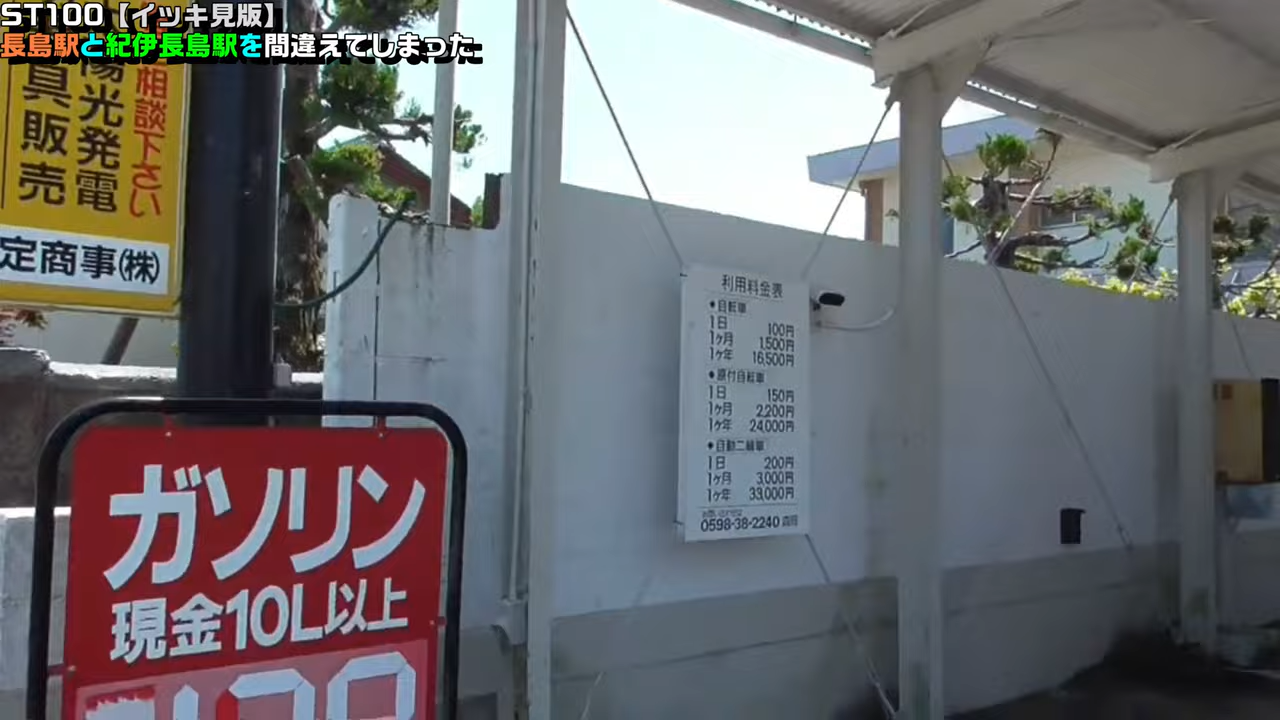 ST100【イッキ見版】
長島駅と紀伊長島駅を間違えてしまった
相談下さい
陽光発電
具販売
定商事㈱
ガソリン
現金10L以上
利用料金表
●自転車
1日 100円
1ヶ月 1,500円
1ヶ年 16,500円
●原付自転車
1日 150円
1ヶ月 2,200円
1ヶ年 24,000円
●自動二輪車
1日 200円
1ヶ月 3,000円
1ヶ年 33,000円
0598-38-2240